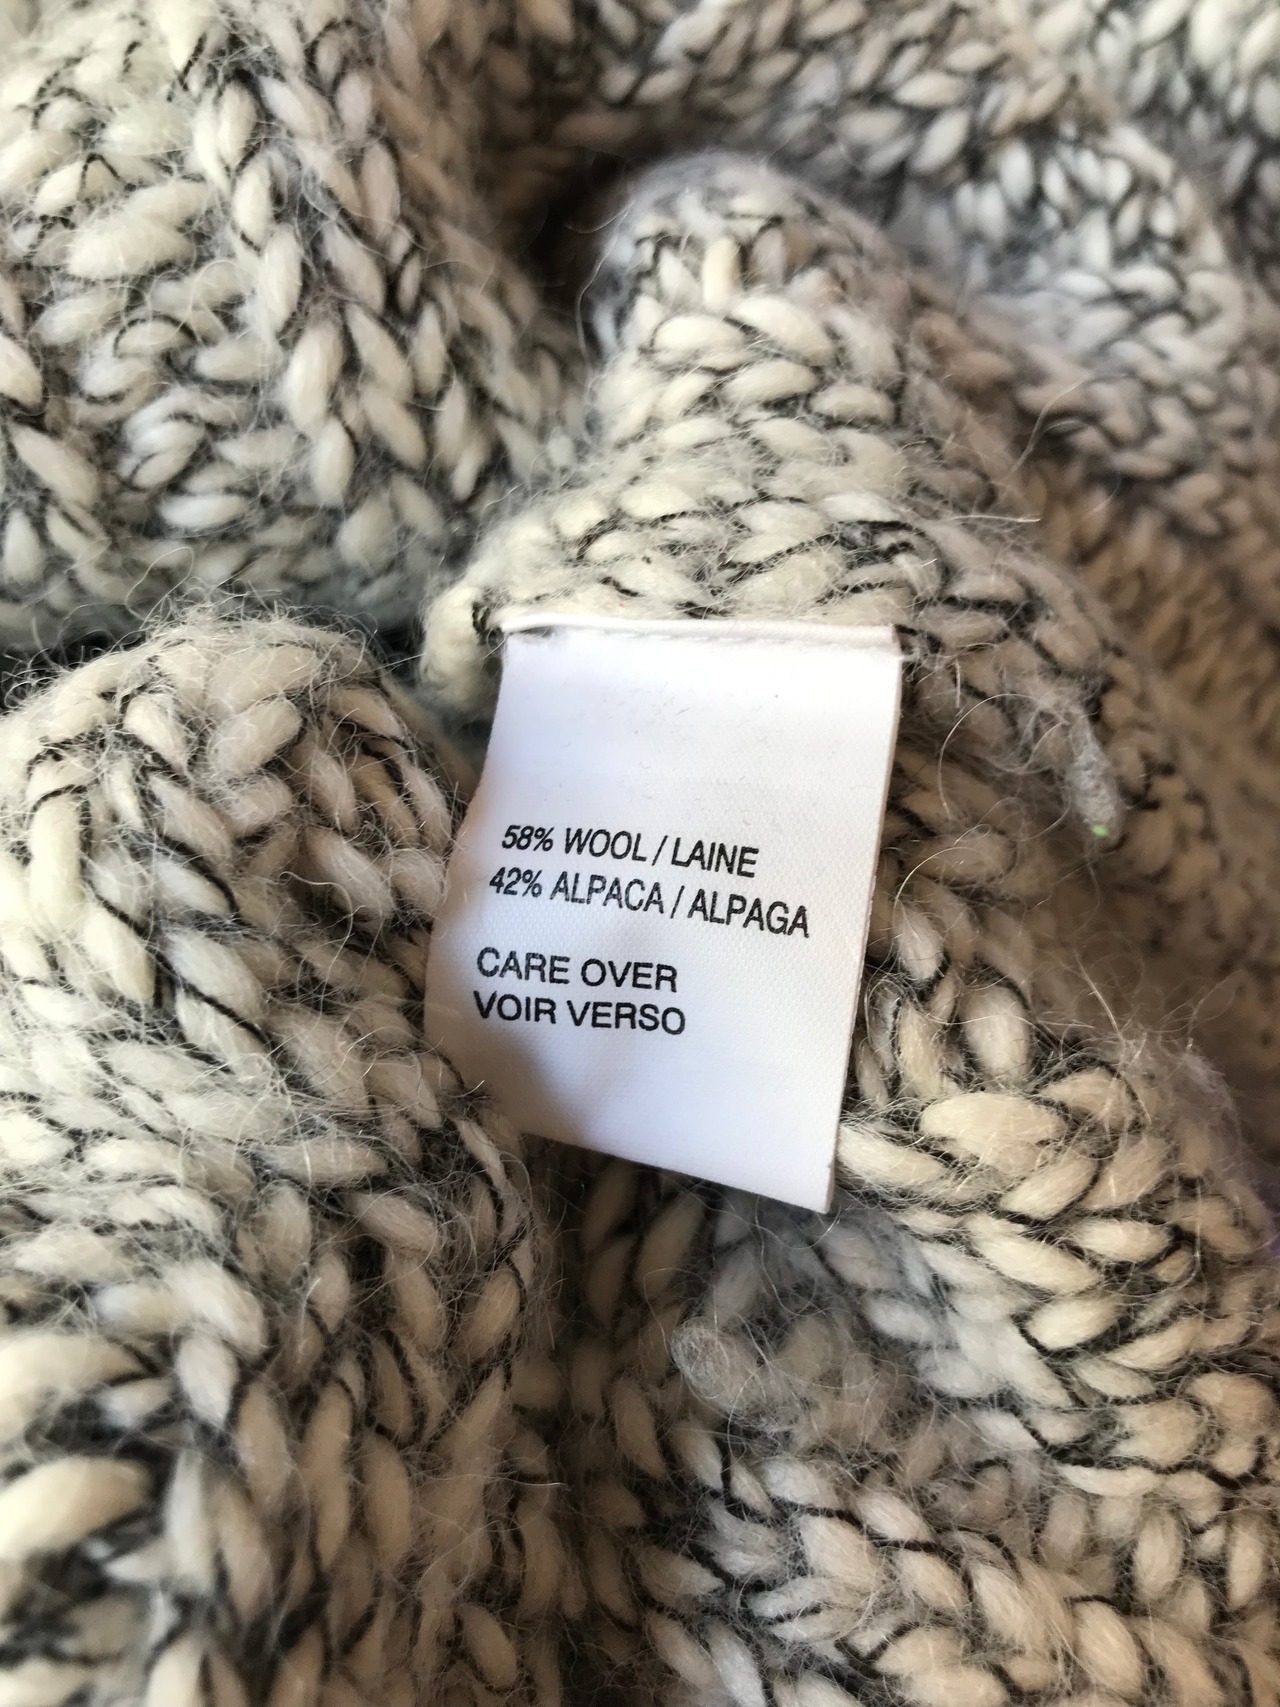 58% WOOL / LAINE
42% ALPACA / ALPAGA
CARE OVER
VOIR VERSO